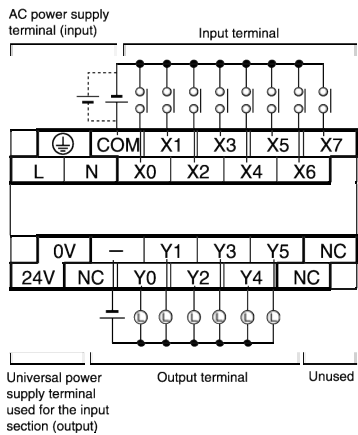 AC power supply
terminal (input)
Input terminal
COM X1 X3 X5 X7
L N X0 X2 X4 X6
0V – Y1 Y3 Y5 NC
24V NC Y0 Y2 Y4 NC
L L L L L L
Universal power
supply terminal
used for the input
section (output)
Output terminal
Unused